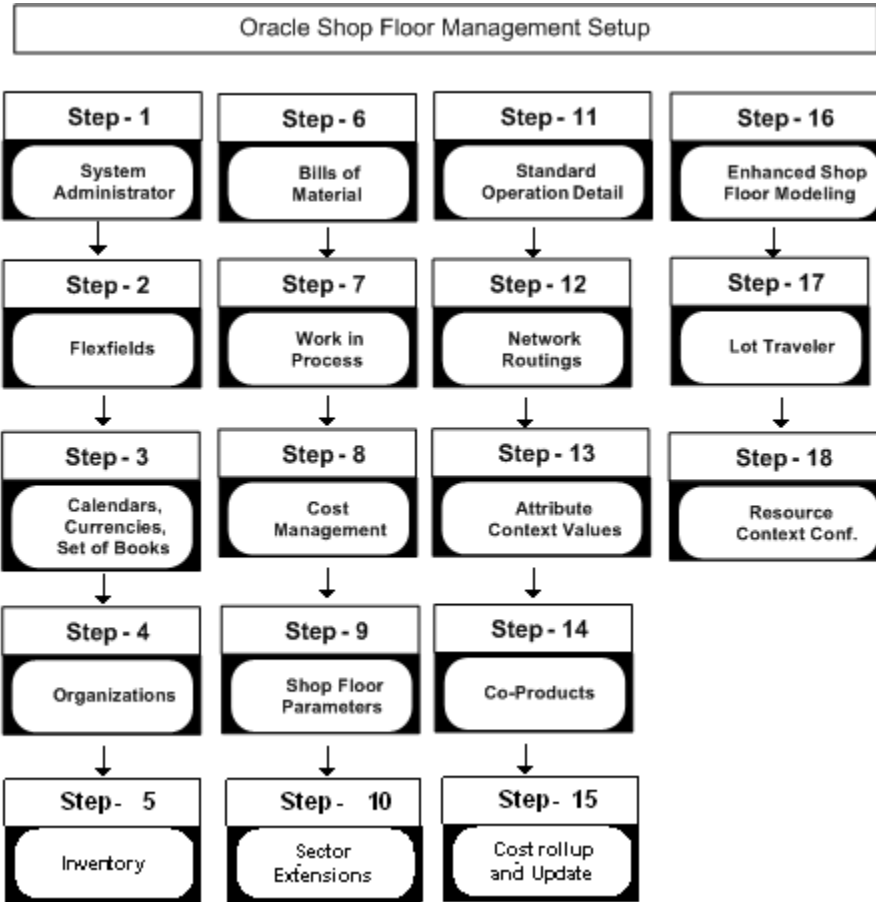 Oracle Shop Floor Management Setup
Step - 1
System
Administrator
Step - 2
Flexfields
Step - 3
Calendars,
Currencies,
Set of Books
Step - 4
Organizations
Step- 5
Inventory
Step - 6
Bills of
Material
Step - 7
Work in
Process
Step - 8
Cost
Management
Step - 9
Shop Floor
Parameters
Step- 10
Sector
Extensions
Step - 11
Standard
Operation Detail
Step - 12
Network
Routings
Step - 13
Attribute
Context Values
Step - 14
Co-Products
Step- 15
Cost rollup
and Update
Step - 16
Enhanced Shop
Floor Modeling
Step - 17
Lot Traveler
Step - 18
Resource
Context Conf.